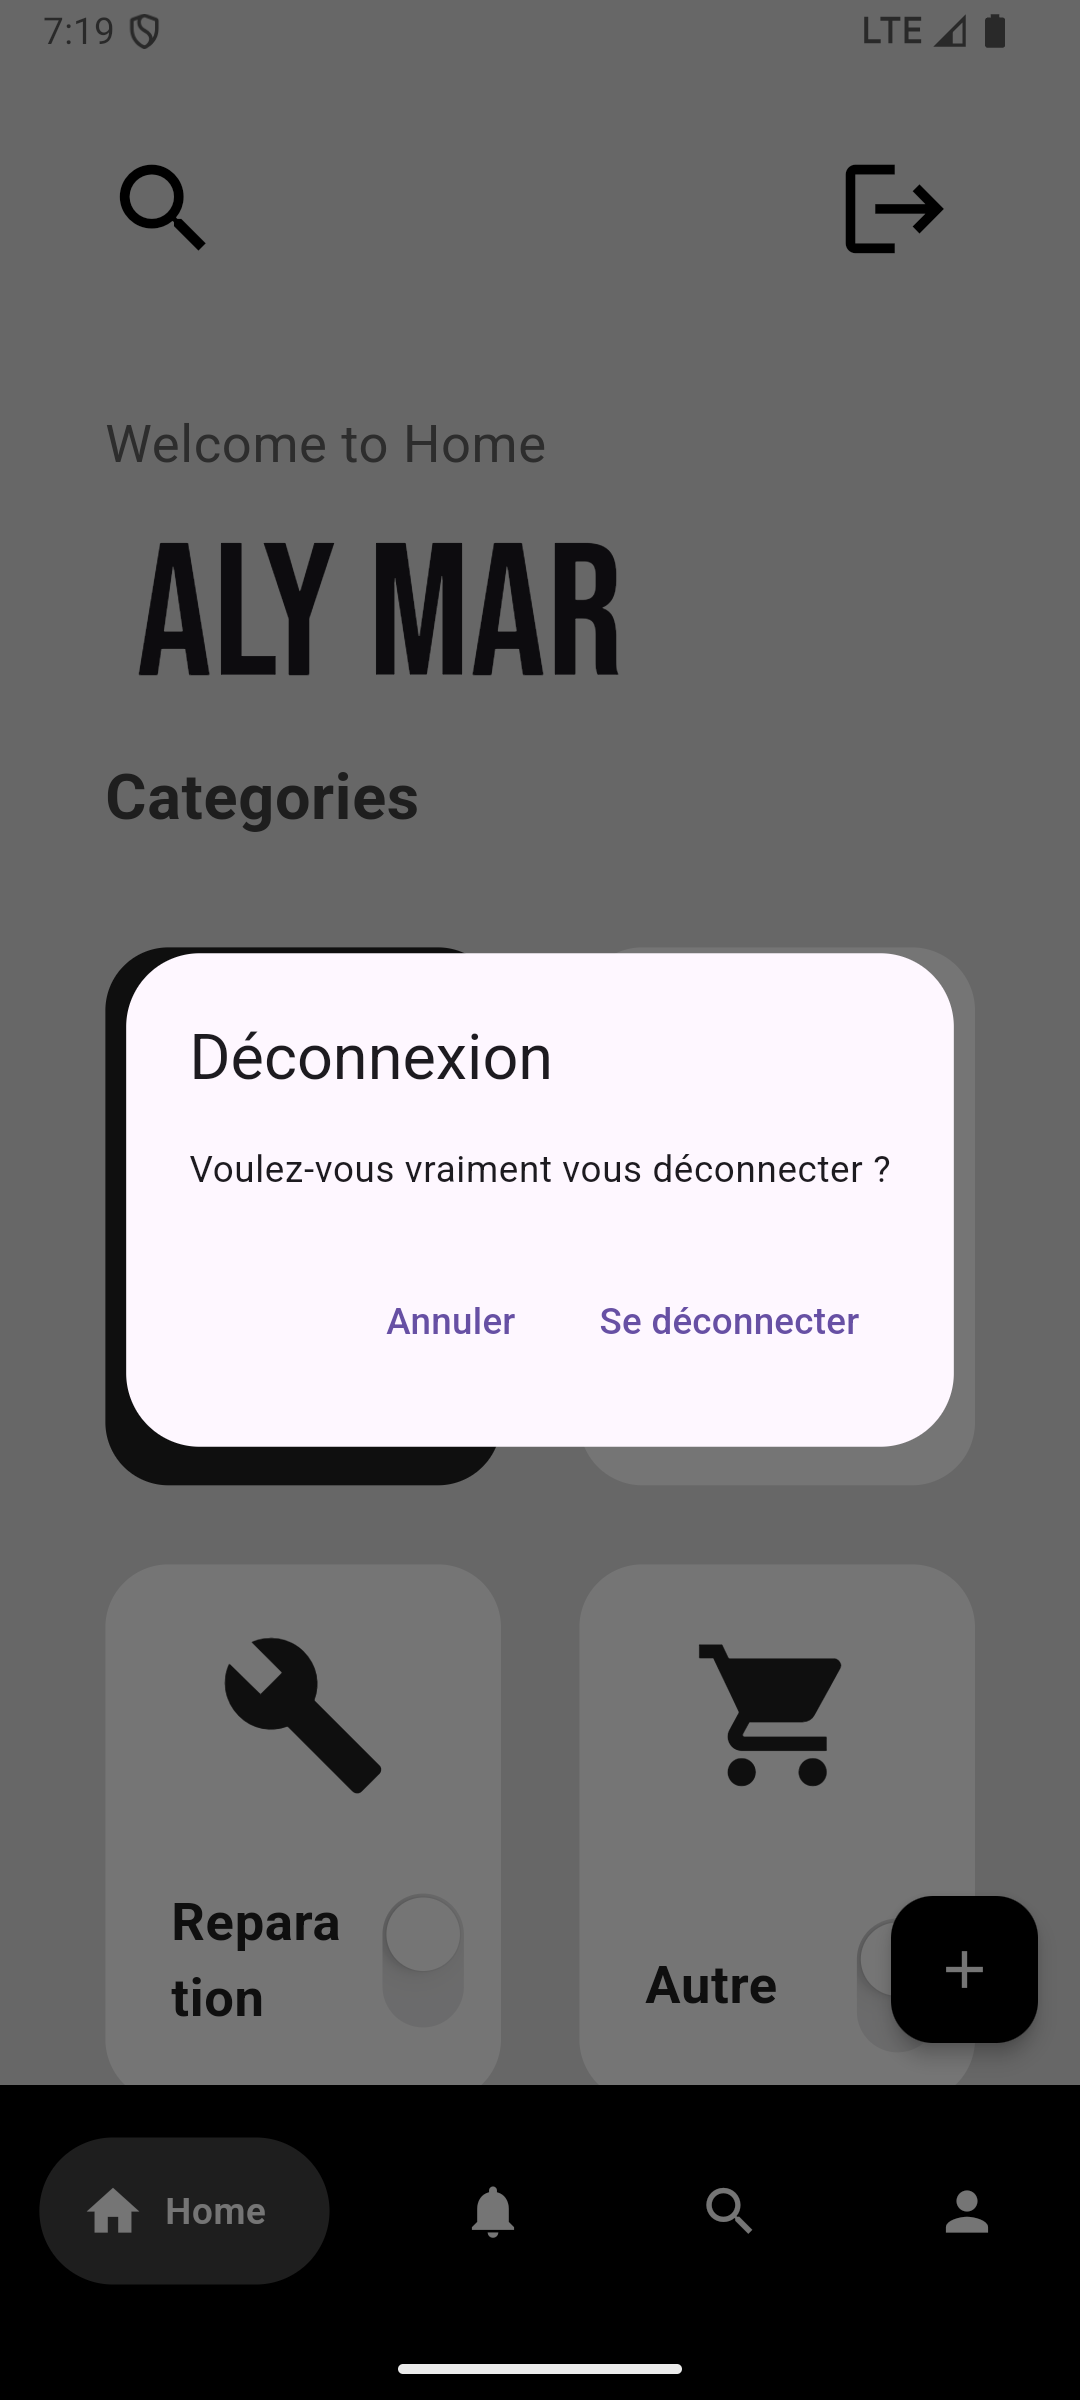 7:19
LTE
Welcome to Home
ALY MAR
Categories
Déconnexion
Voulez-vous vraiment vous déconnecter ?
Annuler
Se déconnecter
Repara
tion
Autre
Home